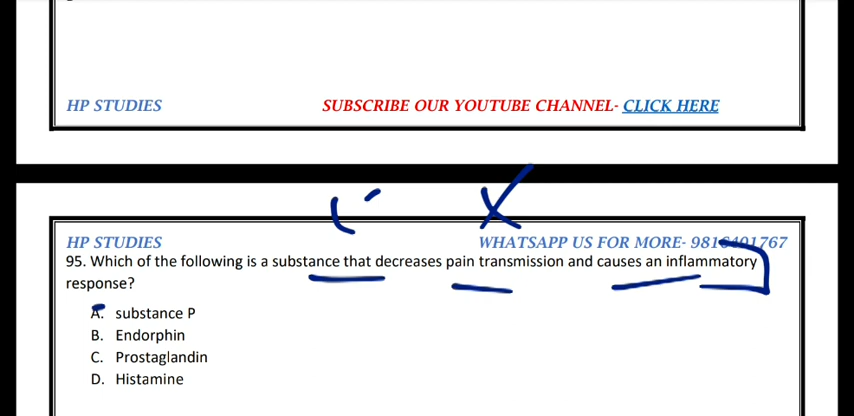 HP STUDIES SUBSCRIBE OUR YOUTUBE CHANNEL- CLICK HERE
HP STUDIES WHATSAPP US FOR MORE- 9816401767
95. Which of the following is a substance that decreases pain transmission and causes an inflammatory
response?
A. substance P
B. Endorphin
C. Prostaglandin
D. Histamine